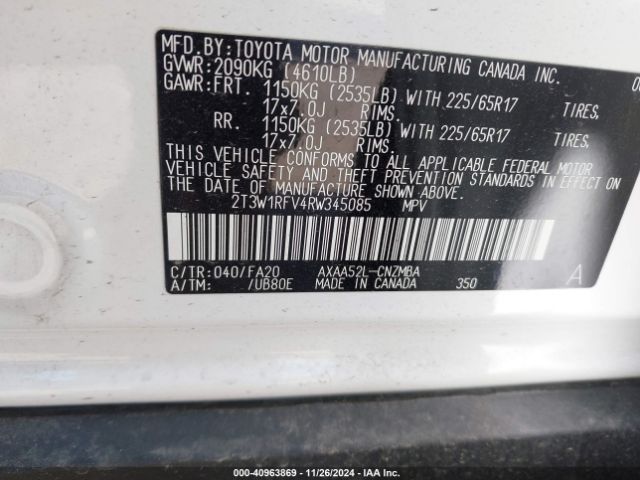 MFD.BY:TOYOTA MOTOR MANUFACTURING CANADA INC.
GVWR:2090KG (4610LB)
GAWR:FRT. 1150KG (2535LB) WITH 225/65R17 TIRES,
17x7.0J RIMS.
RR. 1150KG (2535LB) WITH 225/65R17 TIRES,
17x7.0J RIMS.
THIS VEHICLE CONFORMS TO ALL APPLICABLE FEDERAL MOTOR
VEHICLE SAFETY AND THEFT PREVENTION STANDARDS IN EFFECT
ON THE DATE OF MANUFACTURE SHOWN ABOVE.
2T3W1RFV4RW345085 MPV
C/TR:040/FA20 AXAA52L-CNZMBA A
A/TM: /UB80E MADE IN CANADA 350
000-40963869 | 11/26/2024 | IAA Inc.